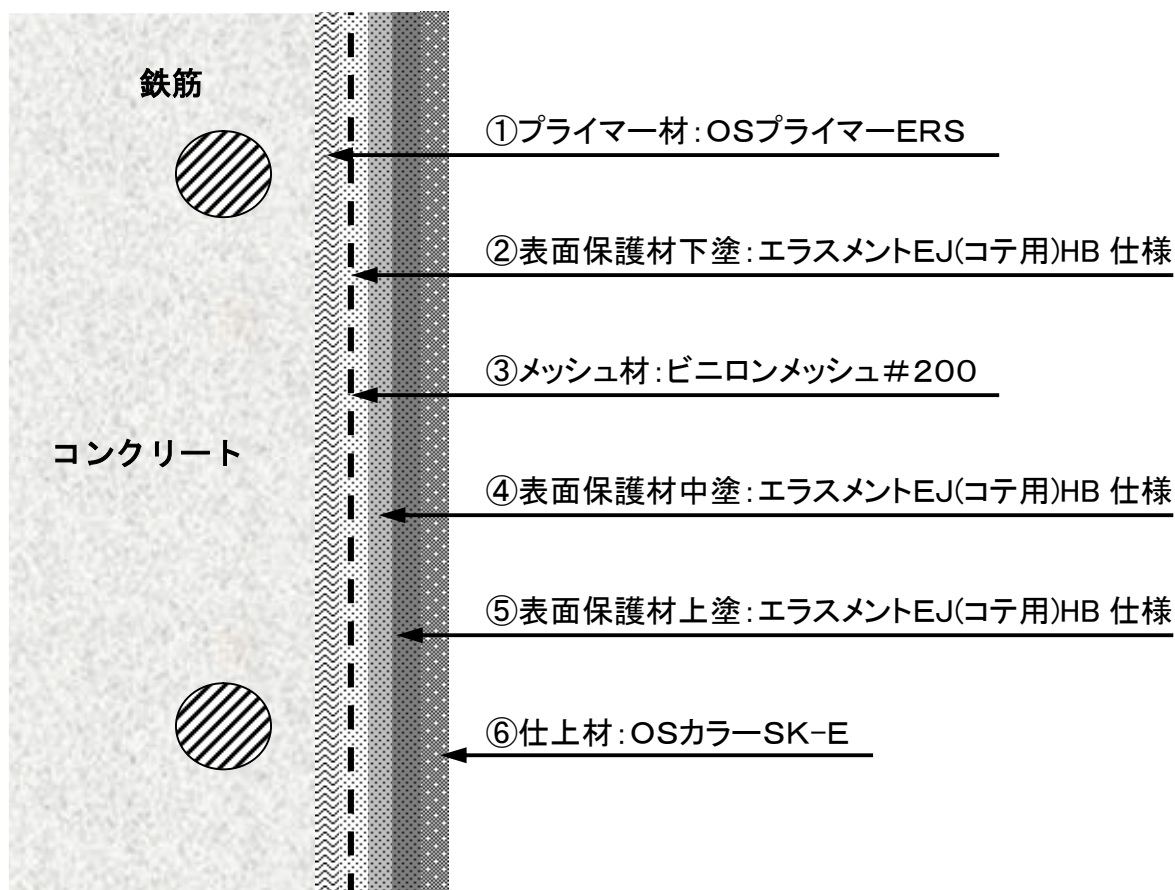 鉄筋
①プライマー材:OSプライマーERS
②表面保護材下塗:エラスメントEJ(コテ用)HB 仕様
③メッシュ材:ビニロンメッシュ#200
コンクリート
④表面保護材中塗:エラスメントEJ(コテ用)HB 仕様
⑤表面保護材上塗:エラスメントEJ(コテ用)HB 仕様
⑥仕上材:OSカラーSK-E